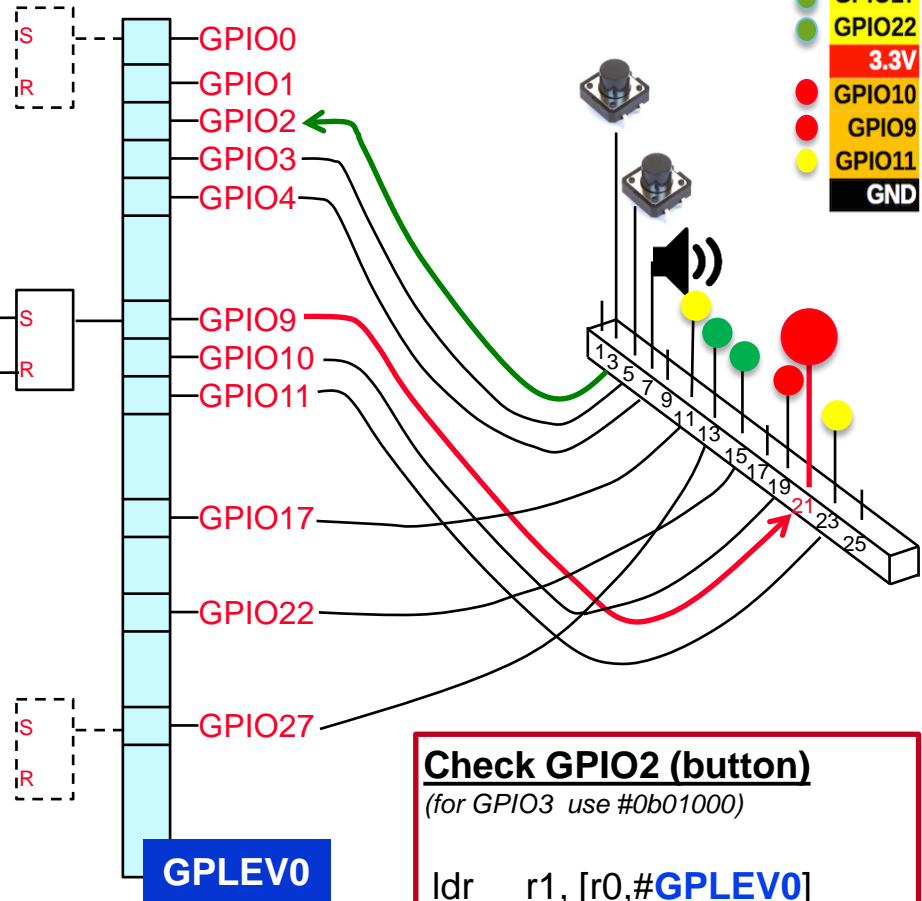 S
R
GPIO0
GPIO1
GPIO2
GPIO3
GPIO4
S
R
GPIO9
GPIO10
GPIO11
GPIO17
GPIO22
GPIO27
S
R
GPLEV0
GPIO22
3.3V
GPIO10
GPIO9
GPIO11
GND
1 3 5 7 9 11 13 15 17 19 21 23 25
Check GPIO2 (button)
(for GPIO3 use #0b01000)
ldr r1, [r0,#GPLEV0]